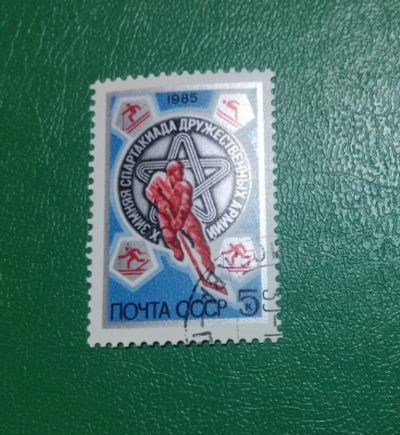 1985
X ЗИМНЯЯ СПАРТАКИАДА ДРУЖЕСТВЕННЫХ АРМИЙ
ПОЧТА СССР 5 К